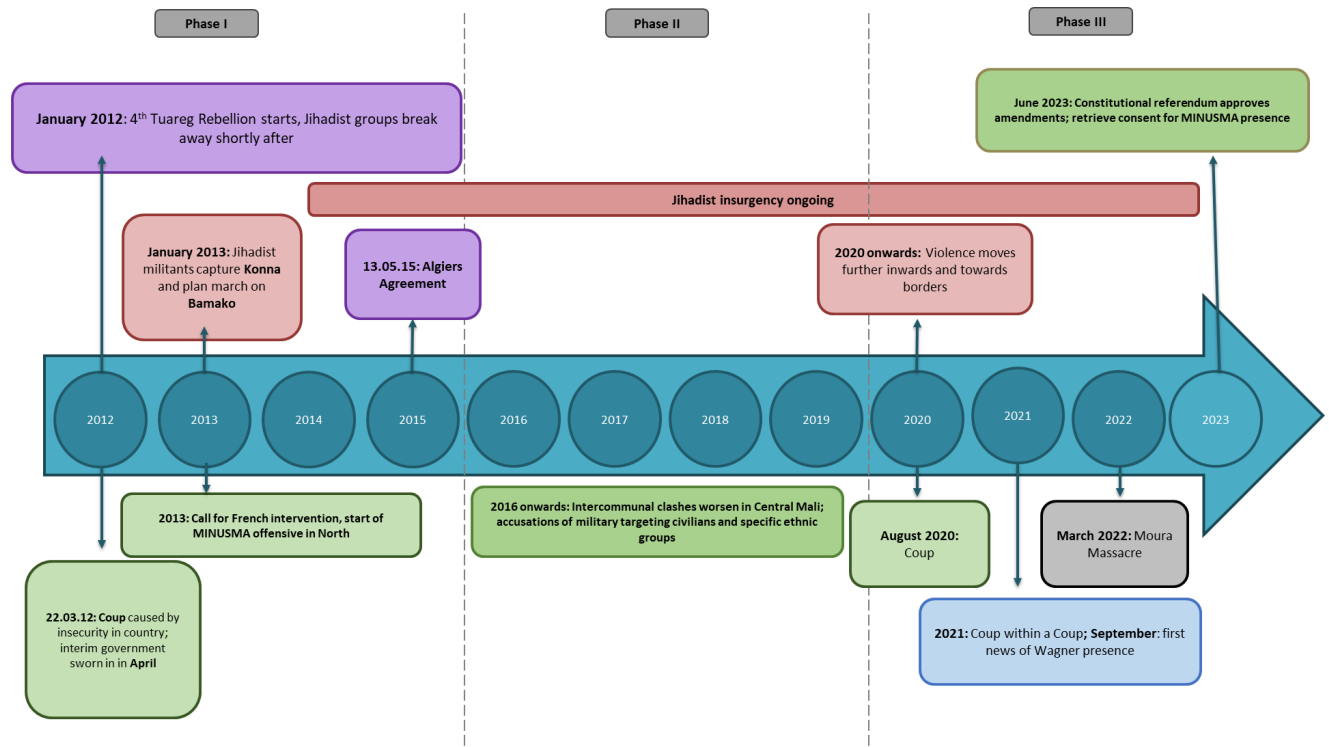 Phase I
Phase II
Phase III
January 2012: 4th Tuareg Rebellion starts, Jihadist groups break
away shortly after
June 2023: Constitutional referendum approves
amendments; retrieve consent for MINUSMA presence
Jihadist insurgency ongoing
January 2013: Jihadist
militants capture Konna
and plan march on
Bamako
13.05.15: Algiers
Agreement
2020 onwards: Violence moves
further inwards and towards
borders
2012
2013
2014
2015
2016
2017
2018
2019
2020
2021
2022
2023
2013: Call for French intervention, start of
MINUSMA offensive in North
2016 onwards: Intercommunal clashes worsen in Central Mali;
accusations of military targeting civilians and specific ethnic
groups
August 2020:
Coup
March 2022: Moura
Massacre
22.03.12: Coup caused by
insecurity in country;
interim government
sworn in in April
2021: Coup within a Coup; September: first
news of Wagner presence